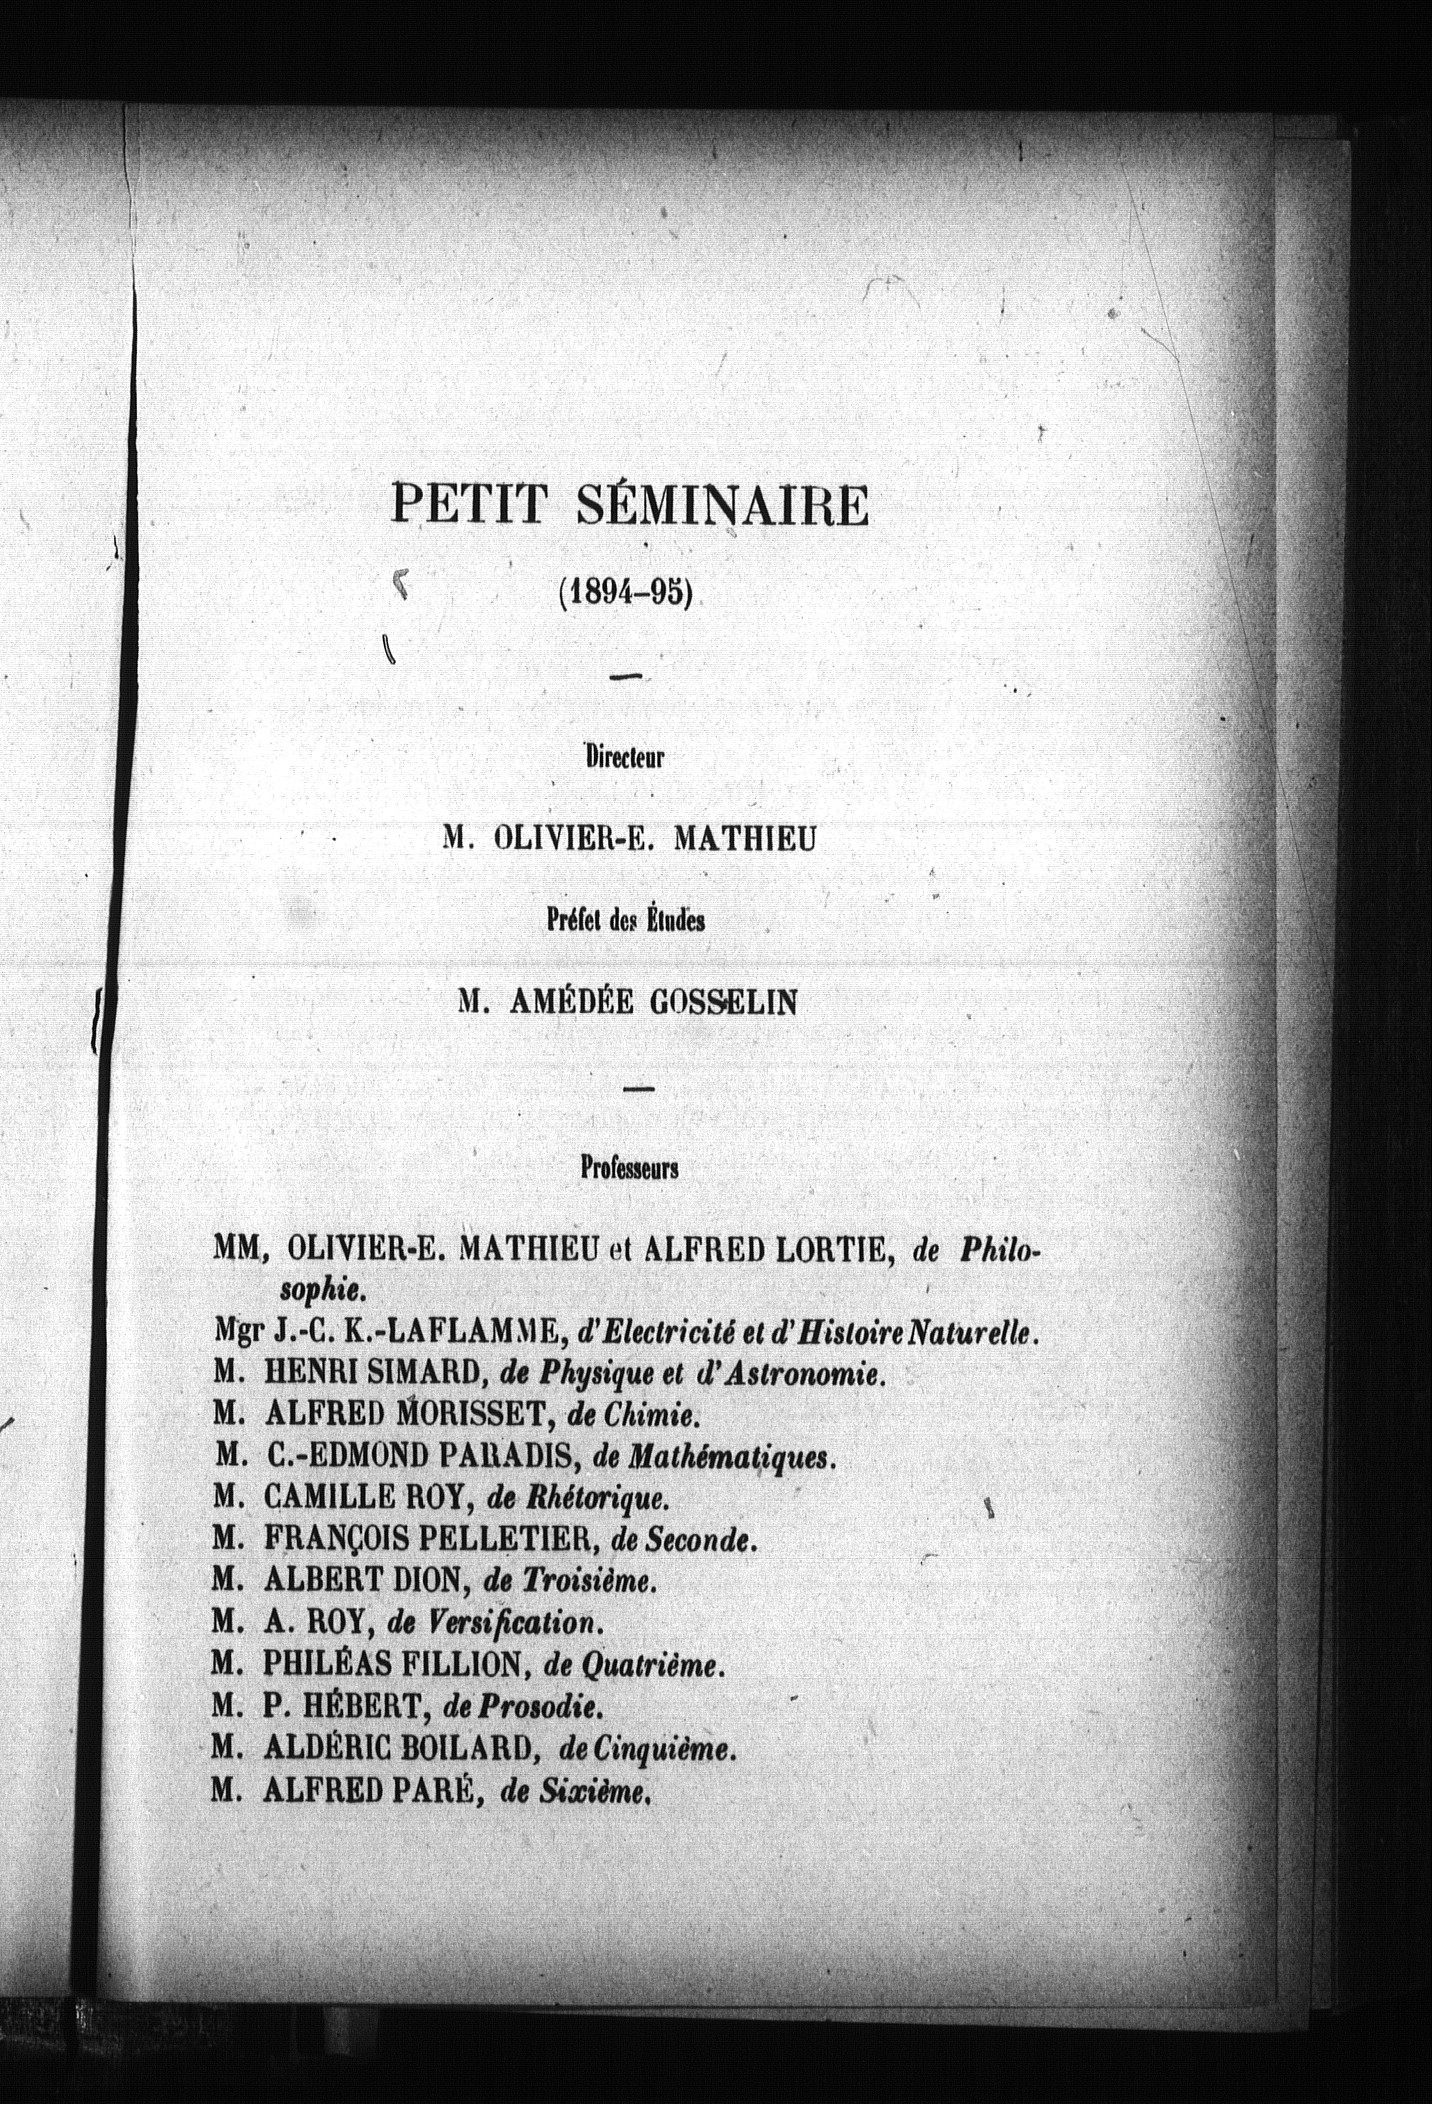 PETIT SÉMINAIRE
(1894-95)
Directeur
M. OLIVIER-E. MATHIEU
Préfet des Études
M. AMÉDÉE GOSSELIN
Professeurs
MM, OLIVIER-E. MATHIEU et ALFRED LORTIE, de Philo-
sophie.
Mgr J.-C. K.-LAFLAMME, d'Electricité et d'Histoire Naturelle.
M. HENRI SIMARD, de Physique et d'Astronomie.
M. ALFRED MORISSET, de Chimie.
M. C.-EDMOND PARADIS, de Mathématiques.
M. CAMILLE ROY, de Rhétorique.
M. FRANÇOIS PELLETIER, de Seconde.
M. ALBERT DION, de Troisième.
M. A. ROY, de Versification.
M. PHILÉAS FILLION, de Quatrième.
M. P. HÉBERT, de Prosodie.
M. ALDÉRIC BOILARD, de Cinquième.
M. ALFRED PARÉ, de Sixième.